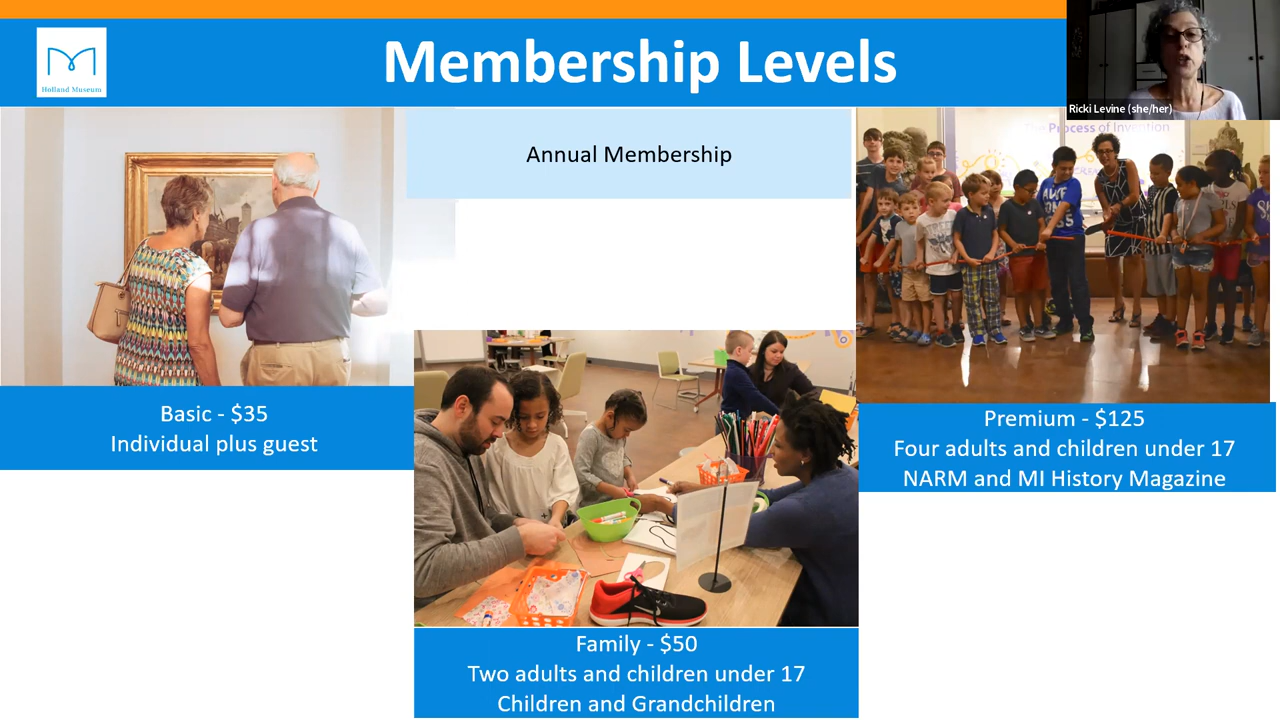 Membership Levels
Holland Museum
Ricki Levine (she/her)
Annual Membership
The Process of Invention
Basic - $35
Individual plus guest
Premium - $125
Four adults and children under 17
NARM and MI History Magazine
Family - $50
Two adults and children under 17
Children and Grandchildren